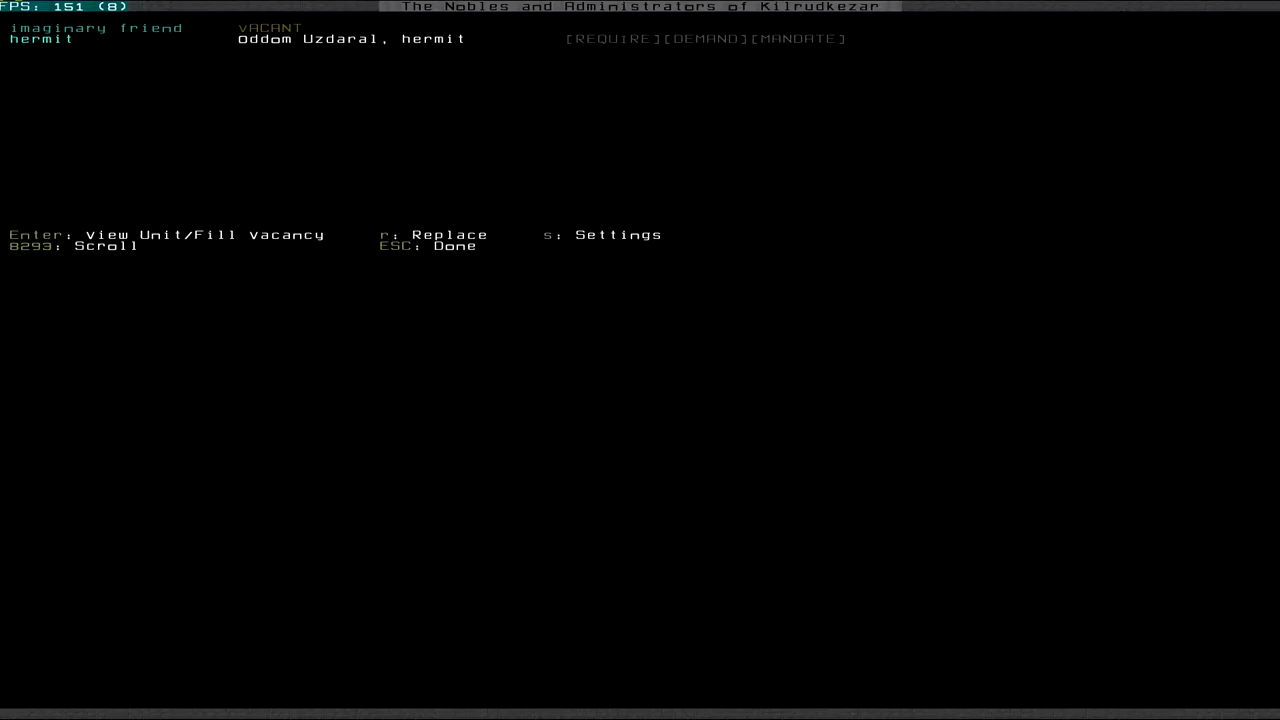 FPS: 151 (8) The Nobles and Administrators of Kilrudkezar
imaginary friend VACANT
hermit Oddom Uzdaral, hermit [REQUIRE][DEMAND][MANDATE]
Enter: View Unit/Fill Vacancy r: Replace s: Settings
8293: Scroll ESC: Done